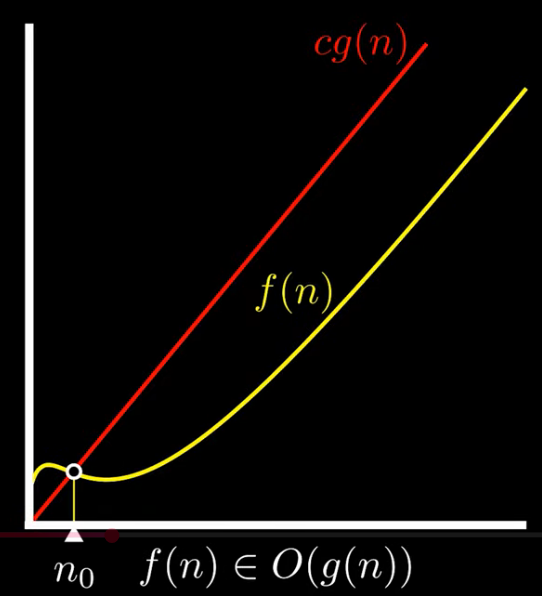 cg(n)
f(n)
n₀
f(n) ∈ O(g(n))